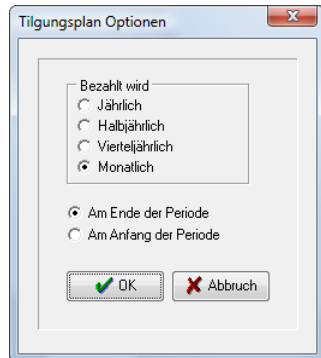 Tilgungsplan Optionen
Bezahlt wird
Jährlich
Halbjährlich
Vierteljährlich
Monatlich
Am Ende der Periode
Am Anfang der Periode
OK Abbruch